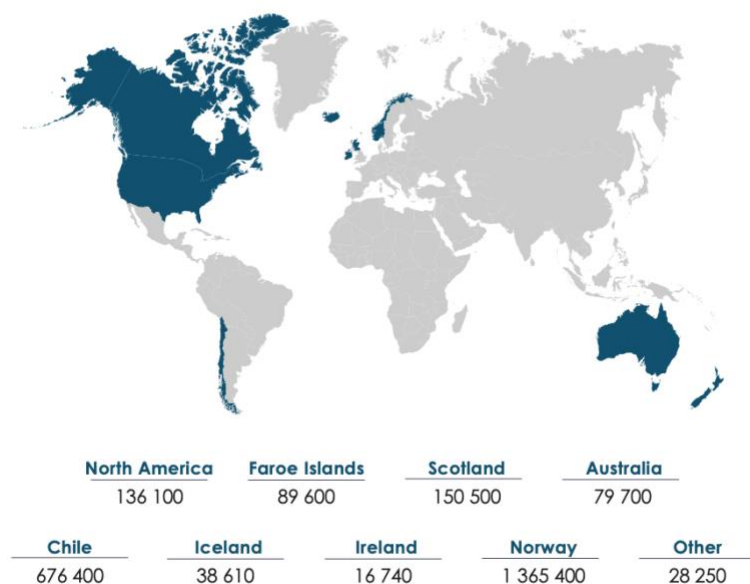 North America Faroe Islands Scotland Australia
136 100 89 600 150 500 79 700
Chile Iceland Ireland Norway Other
676 400 38 610 16 740 1 365 400 28 250